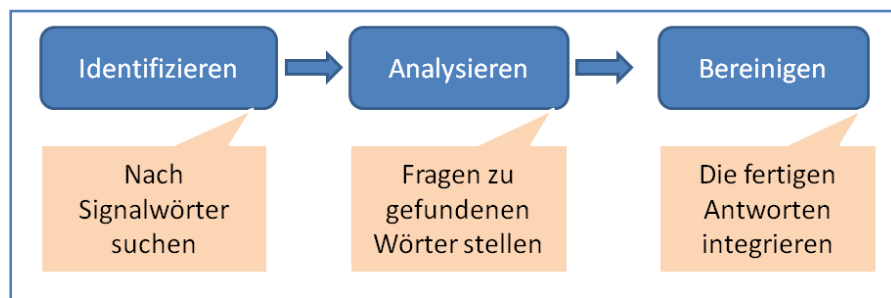 Identifizieren
Analysieren
Bereinigen
Nach
Signalwörter
suchen
Fragen zu
gefundenen
Wörter stellen
Die fertigen
Antworten
integrieren